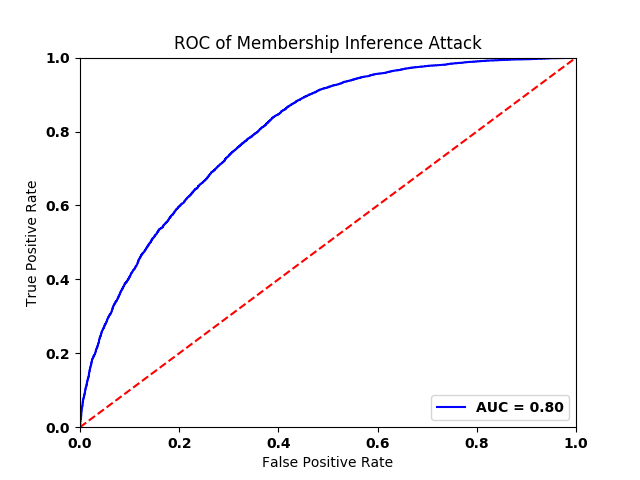 ROC of Membership Inference Attack
True Positive Rate
1.0
0.8
0.6
0.4
0.2
0.0
AUC = 0.80
0.0 0.2 0.4 0.6 0.8 1.0
False Positive Rate